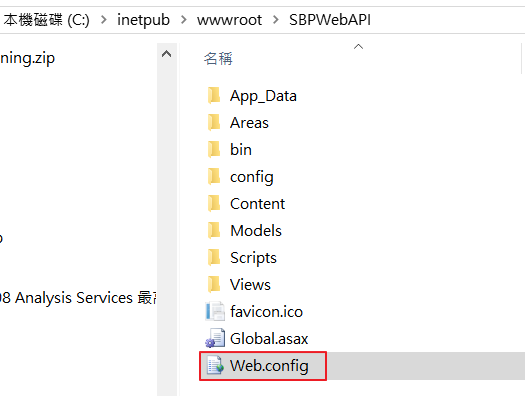 本機磁碟 (C:) > inetpub > wwwroot > SBPWebAPI
ning.zip
名稱
App_Data
Areas
bin
config
Content
Models
Scripts
Views
08 Analysis Services 最
favicon.ico
Global.asax
Web.config